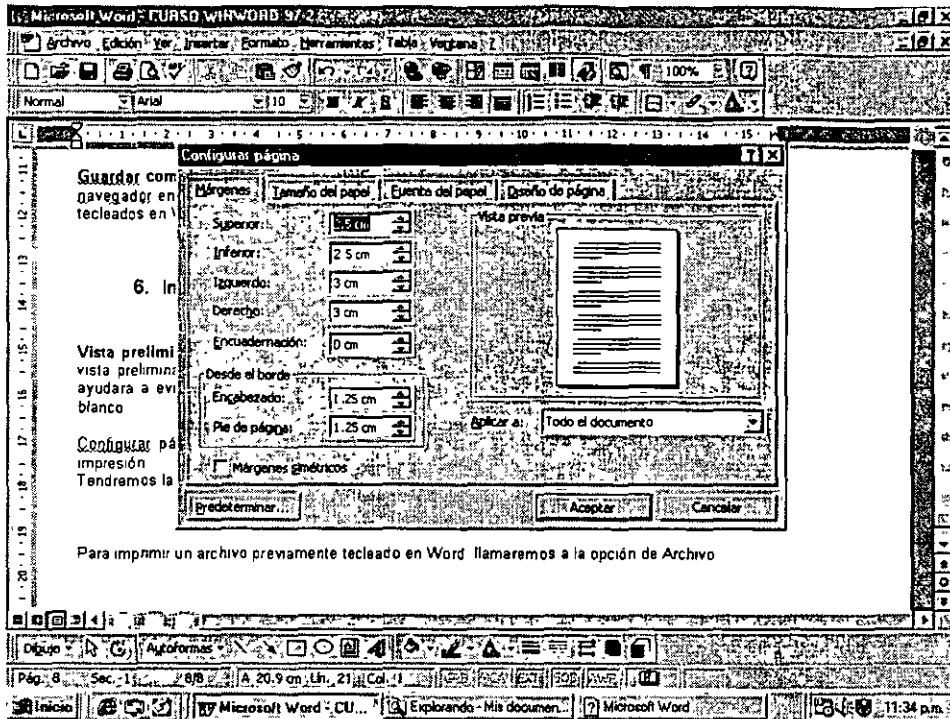 Microsoft Word - CURSO WINWORD 97-2
Archivo Edición Ver Insertar Formato Herramientas Tabla Ventana ?
100%
Normal Arial 10
Configurar página
Guardar com
navegador en
tecleados en
6. In
Vista prelimi
vista prelimin
ayudara a evi
blanco
Configurar pá
impresión
Tendremos la
Márgenes Tamaño del papel Fuente del papel Diseño de página
Superior:
Inferior: 2.5 cm
Izquierdo: 3 cm
Derecho: 3 cm
Encuadernación: 0 cm
Desde el borde
Encabezado: 1.25 cm
Pie de página: 1.25 cm
Márgenes simétricos
Vista previa
Aplicar a: Todo el documento
Predeterminar...
Aceptar Cancelar
Para imprimir un archivo previamente tecleado en Word llamaremos a la opción de Archivo
Dibujo Autoformas
Pág. 8 Sec. 1 8/8 A 20.9 cm Lín. 21 Col. 1
Inicio Microsoft Word - CU... Explorando - Mis documen... Microsoft Word 11:34 p.m.